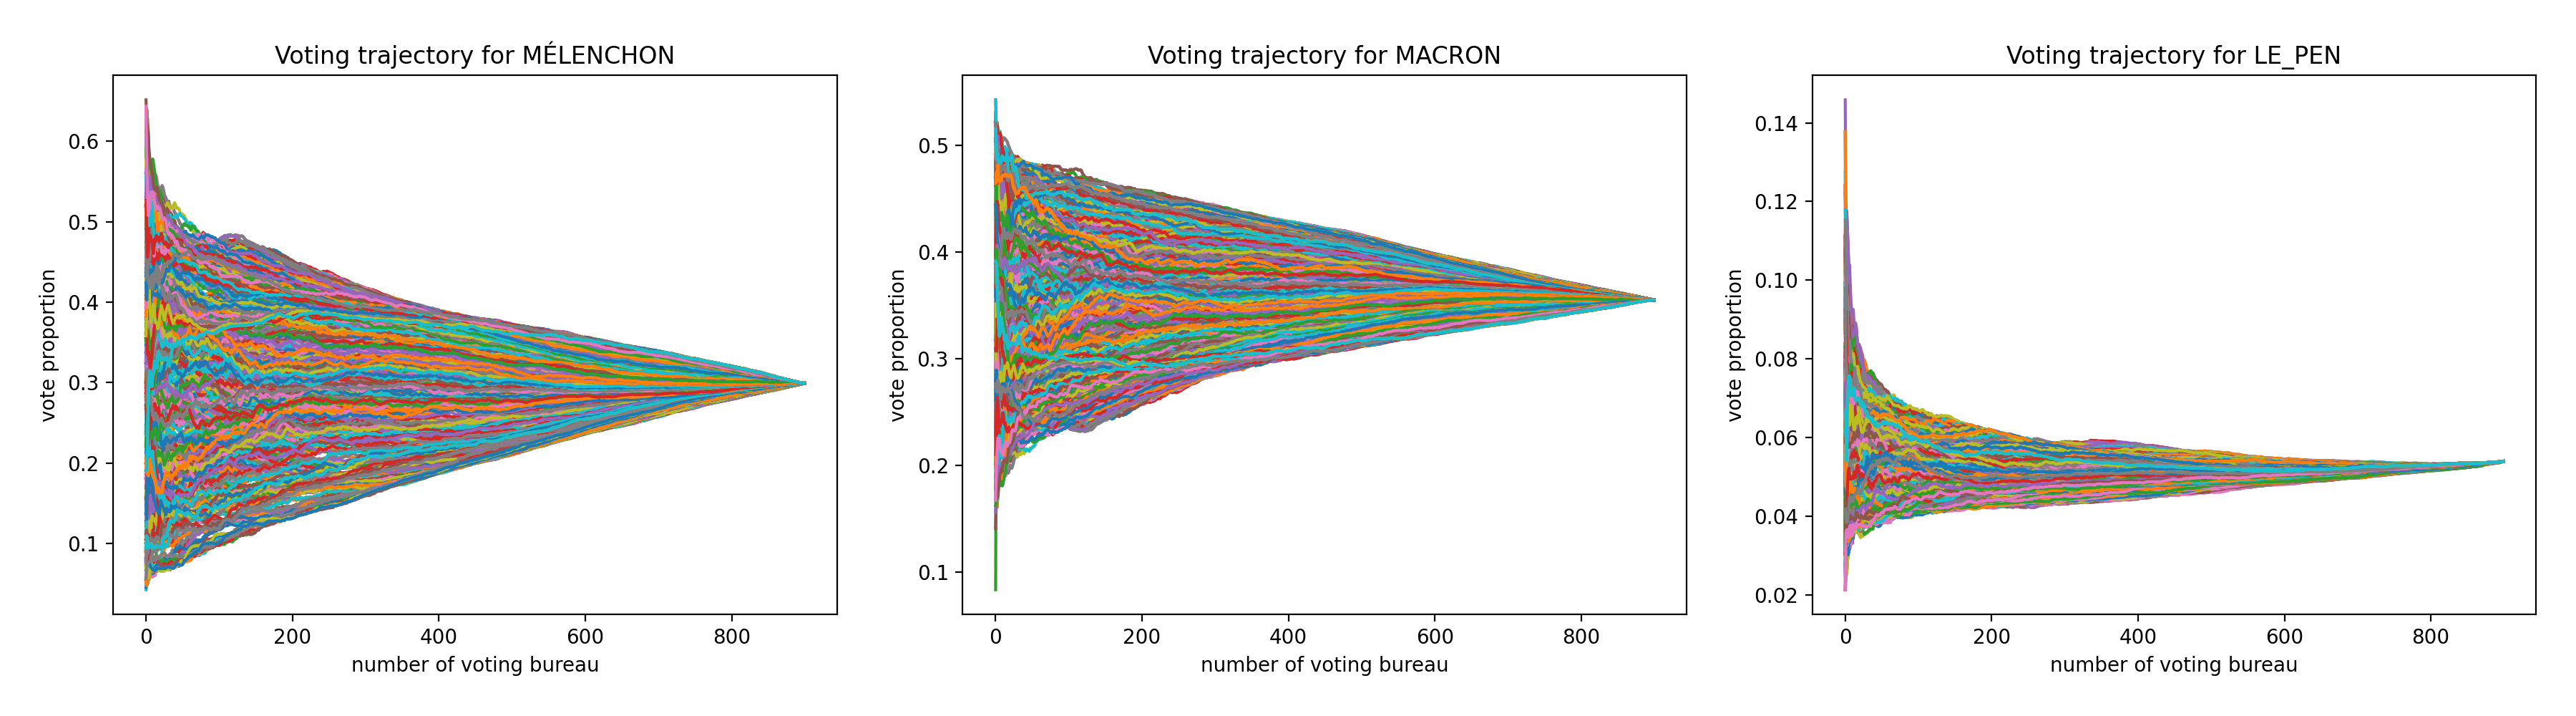 Voting trajectory for MÉLENCHON
vote proportion
0.6
0.5
0.4
0.3
0.2
0.1
0 200 400 600 800
number of voting bureau
Voting trajectory for MACRON
vote proportion
0.5
0.4
0.3
0.2
0.1
0 200 400 600 800
number of voting bureau
Voting trajectory for LE_PEN
vote proportion
0.14
0.12
0.10
0.08
0.06
0.04
0.02
0 200 400 600 800
number of voting bureau